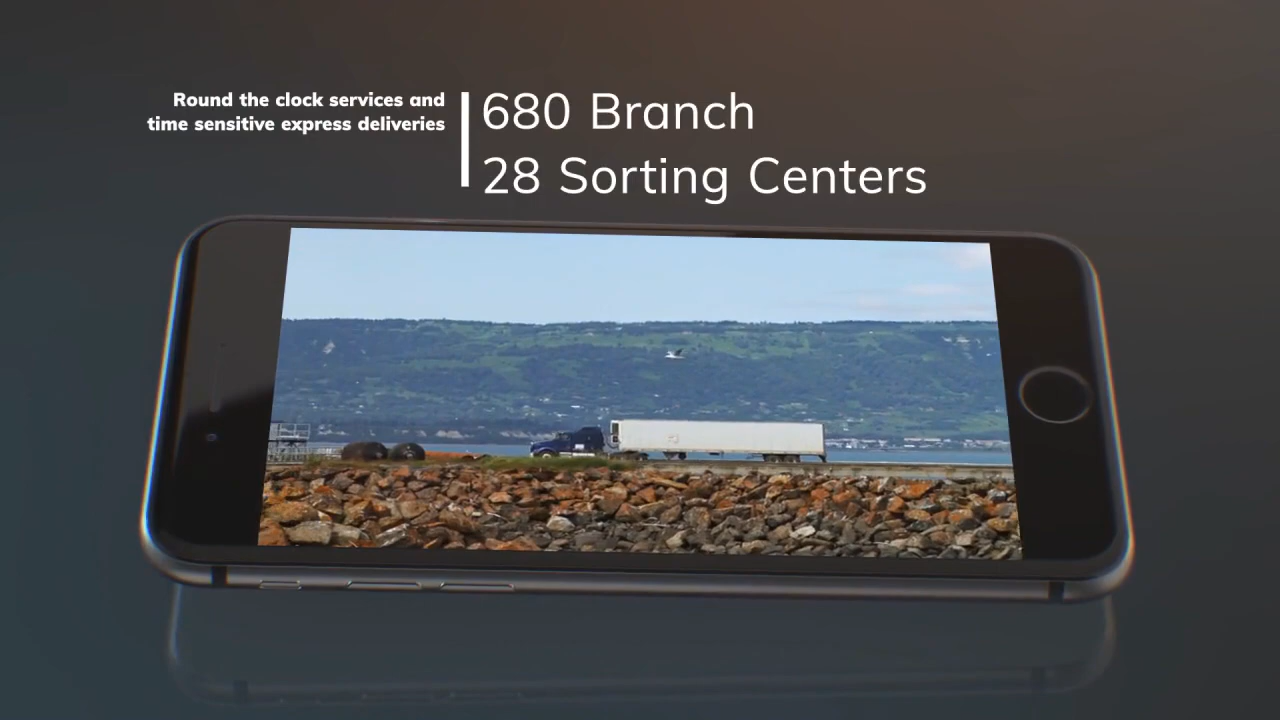 Round the clock services and
time sensitive express deliveries
680 Branch
28 Sorting Centers